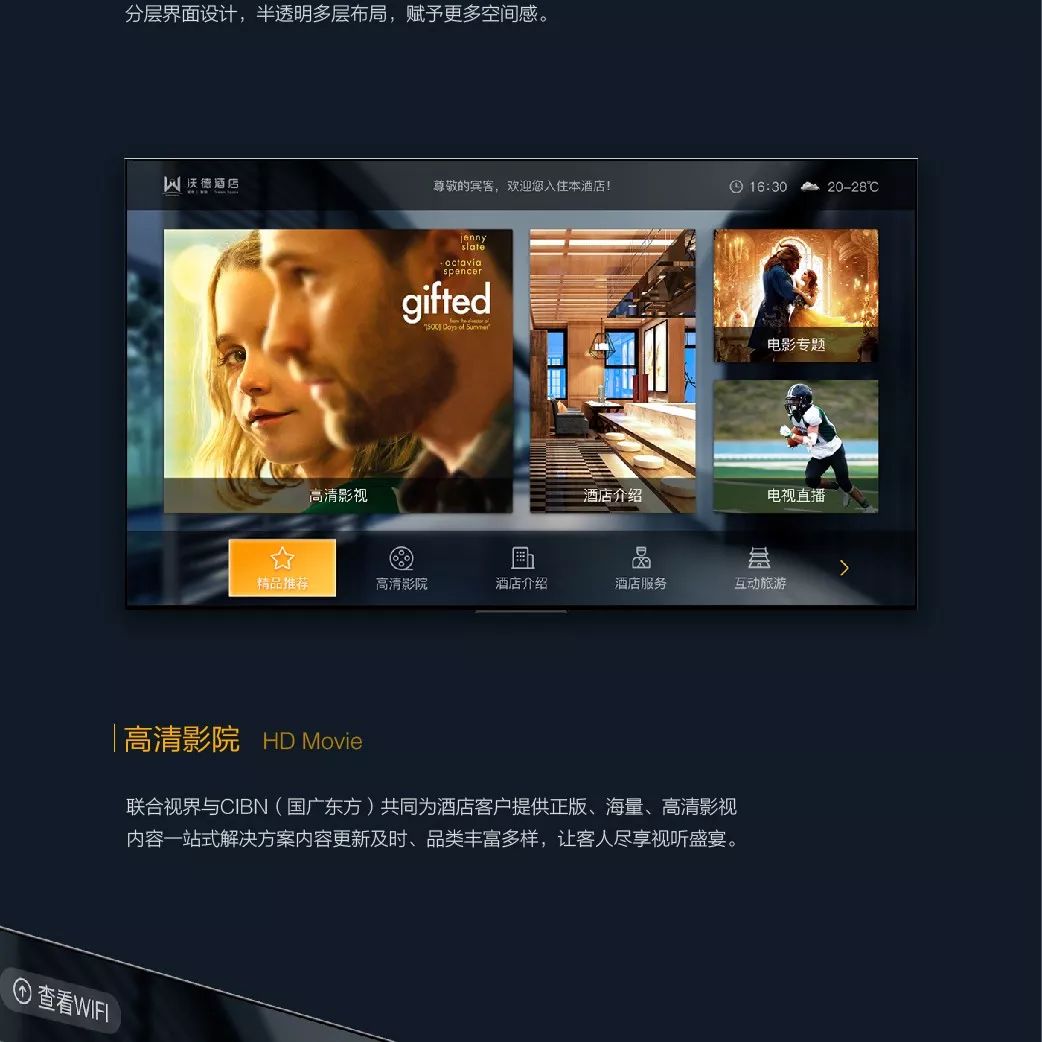 分层界面设计，半透明多层布局，赋予更多空间感。
沃德酒店
尊敬的宾客，欢迎您入住本酒店！
16:30
20-28℃
jenny
slate
octavia
spencer
gifted
from the director of
"(500) Days of Summer"
高清影视
酒店介绍
电影专题
电视直播
精品推荐
高清影院
酒店介绍
酒店服务
互动旅游
高清影院 HD Movie
联合视界与CIBN（国广东方）共同为酒店客户提供正版、海量、高清影视
内容一站式解决方案内容更新及时、品类丰富多样，让客人尽享视听盛宴。
查看WIFI